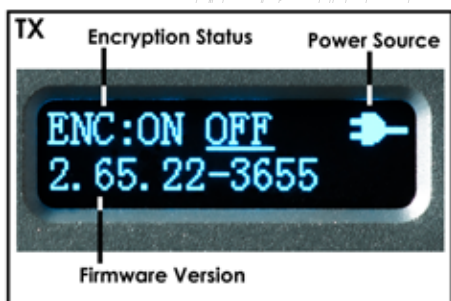 TX
Encryption Status
Power Source
ENC:ON OFF
2.65.22-3655
Firmware Version